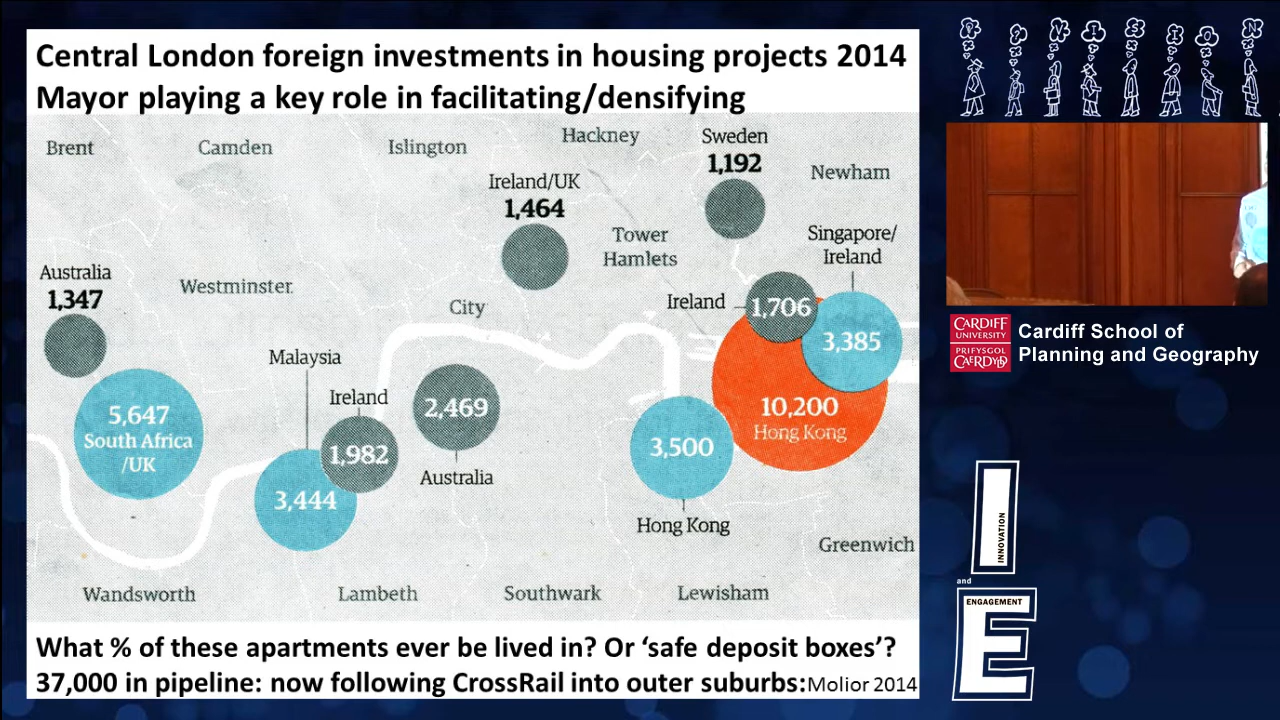 Central London foreign investments in housing projects 2014
Mayor playing a key role in facilitating/densifying
Brent
Camden
Islington
Hackney
Sweden
1,192
Newham
Ireland/UK
1,464
Tower
Hamlets
Singapore/
Ireland
Australia
1,347
Westminster
City
Ireland
1,706
3,385
Malaysia
Ireland
2,469
10,200
Hong Kong
5,647
South Africa
/UK
1,982
3,500
3,444
Australia
Hong Kong
Greenwich
Wandsworth
Lambeth
Southwark
Lewisham
What % of these apartments ever be lived in? Or ‘safe deposit boxes’?
37,000 in pipeline: now following CrossRail into outer suburbs:Molior 2014
CARDIFF
UNIVERSITY
PRIFYSGOL
CAERDYDD
Cardiff School of
Planning and Geography
I
INNOVATION
and
ENGAGEMENT
E